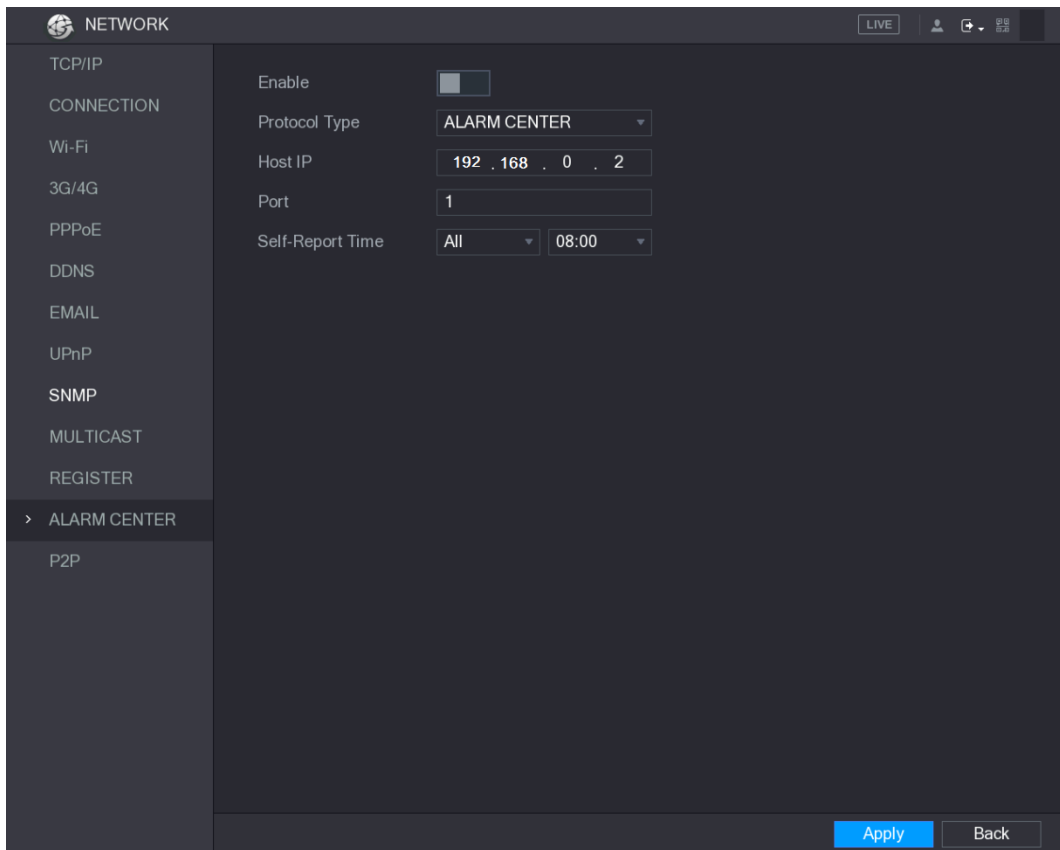 NETWORK
LIVE
TCP/IP
CONNECTION
Wi-Fi
3G/4G
PPPoE
DDNS
EMAIL
UPnP
SNMP
MULTICAST
REGISTER
> ALARM CENTER
P2P
Enable
Protocol Type ALARM CENTER
Host IP 192 . 168 . 0 . 2
Port 1
Self-Report Time All 08:00
Apply Back